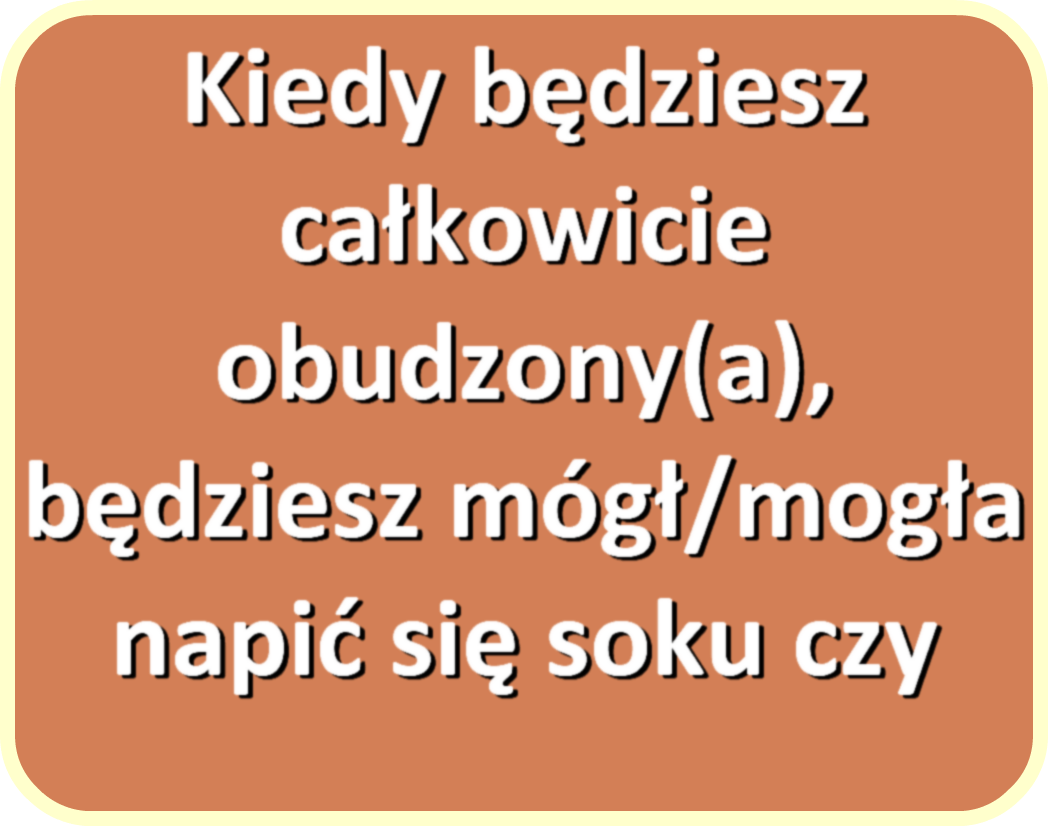 Kiedy będziesz
całkowicie
obudzony(a),
będziesz mógł/mogła
napić się soku czy